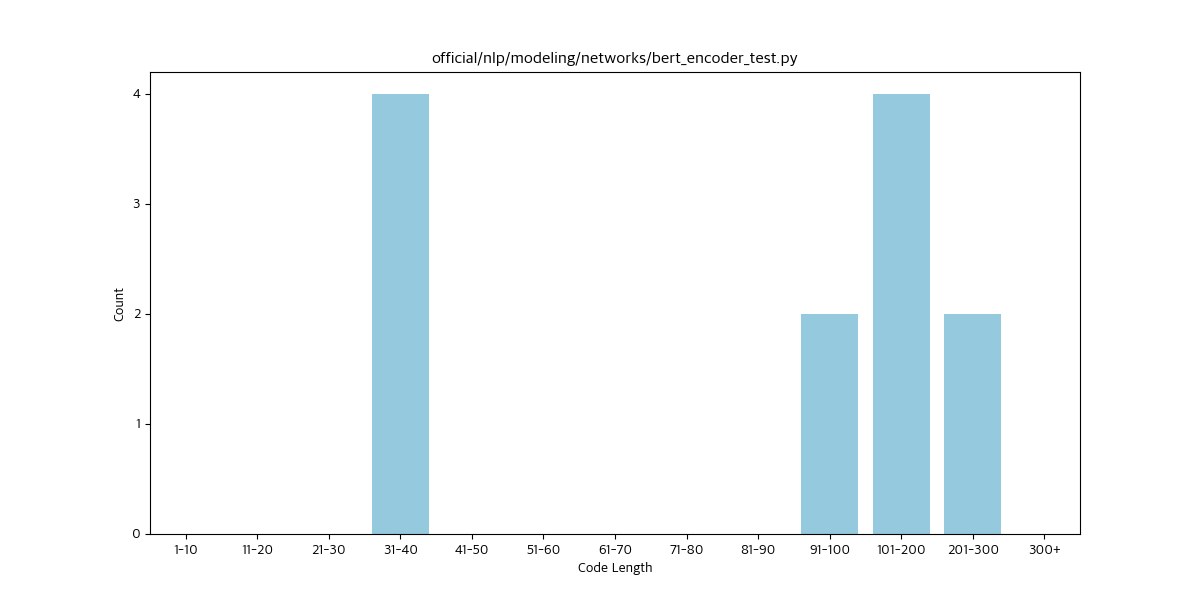 official/nlp/modeling/networks/bert_encoder_test.py
4
3
2
1
0
Count
1-10 11-20 21-30 31-40 41-50 51-60 61-70 71-80 81-90 91-100 101-200 201-300 300+
Code Length